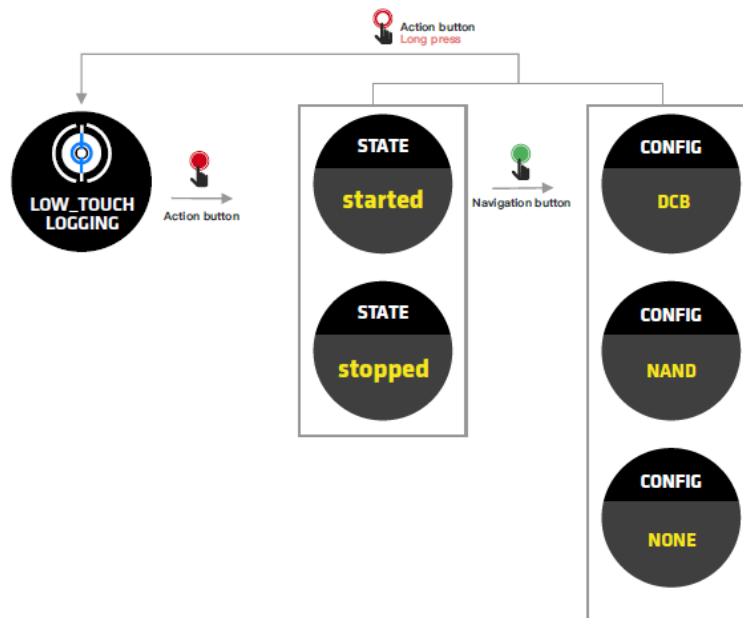 Action button
Long press
LOW_TOUCH
LOGGING
Action button
STATE
started
STATE
stopped
Navigation button
CONFIG
DCB
CONFIG
NAND
CONFIG
NONE